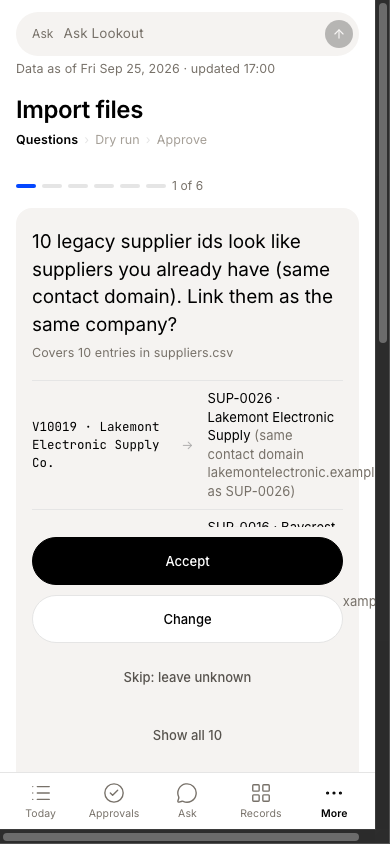 Ask Ask Lookout
Data as of Fri Sep 25, 2026 · updated 17:00
Import files
Questions › Dry run › Approve
1 of 6
10 legacy supplier ids look like
suppliers you already have (same
contact domain). Link them as the
same company?
Covers 10 entries in suppliers.csv
V10019 · Lakemont
Electronic Supply
Co.
→
SUP-0026 ·
Lakemont Electronic
Supply (same
contact domain
lakemontelectronic.exampl
as SUP-0026)
SUP-0016 · Baycrest
Accept
xamp
Change
Skip: leave unknown
Show all 10
Today Approvals Ask Records More